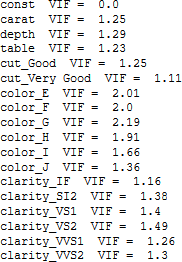 const  VIF =  0.0
carat  VIF =  1.25
depth  VIF =  1.29
table  VIF =  1.23
cut_Good  VIF =  1.25
cut_Very Good  VIF =  1.11
color_E  VIF =  2.01
color_F  VIF =  2.0
color_G  VIF =  2.19
color_H  VIF =  1.91
color_I  VIF =  1.66
color_J  VIF =  1.36
clarity_IF  VIF =  1.16
clarity_SI2  VIF =  1.38
clarity_VS1  VIF =  1.4
clarity_VS2  VIF =  1.49
clarity_VVS1  VIF =  1.26
clarity_VVS2  VIF =  1.3